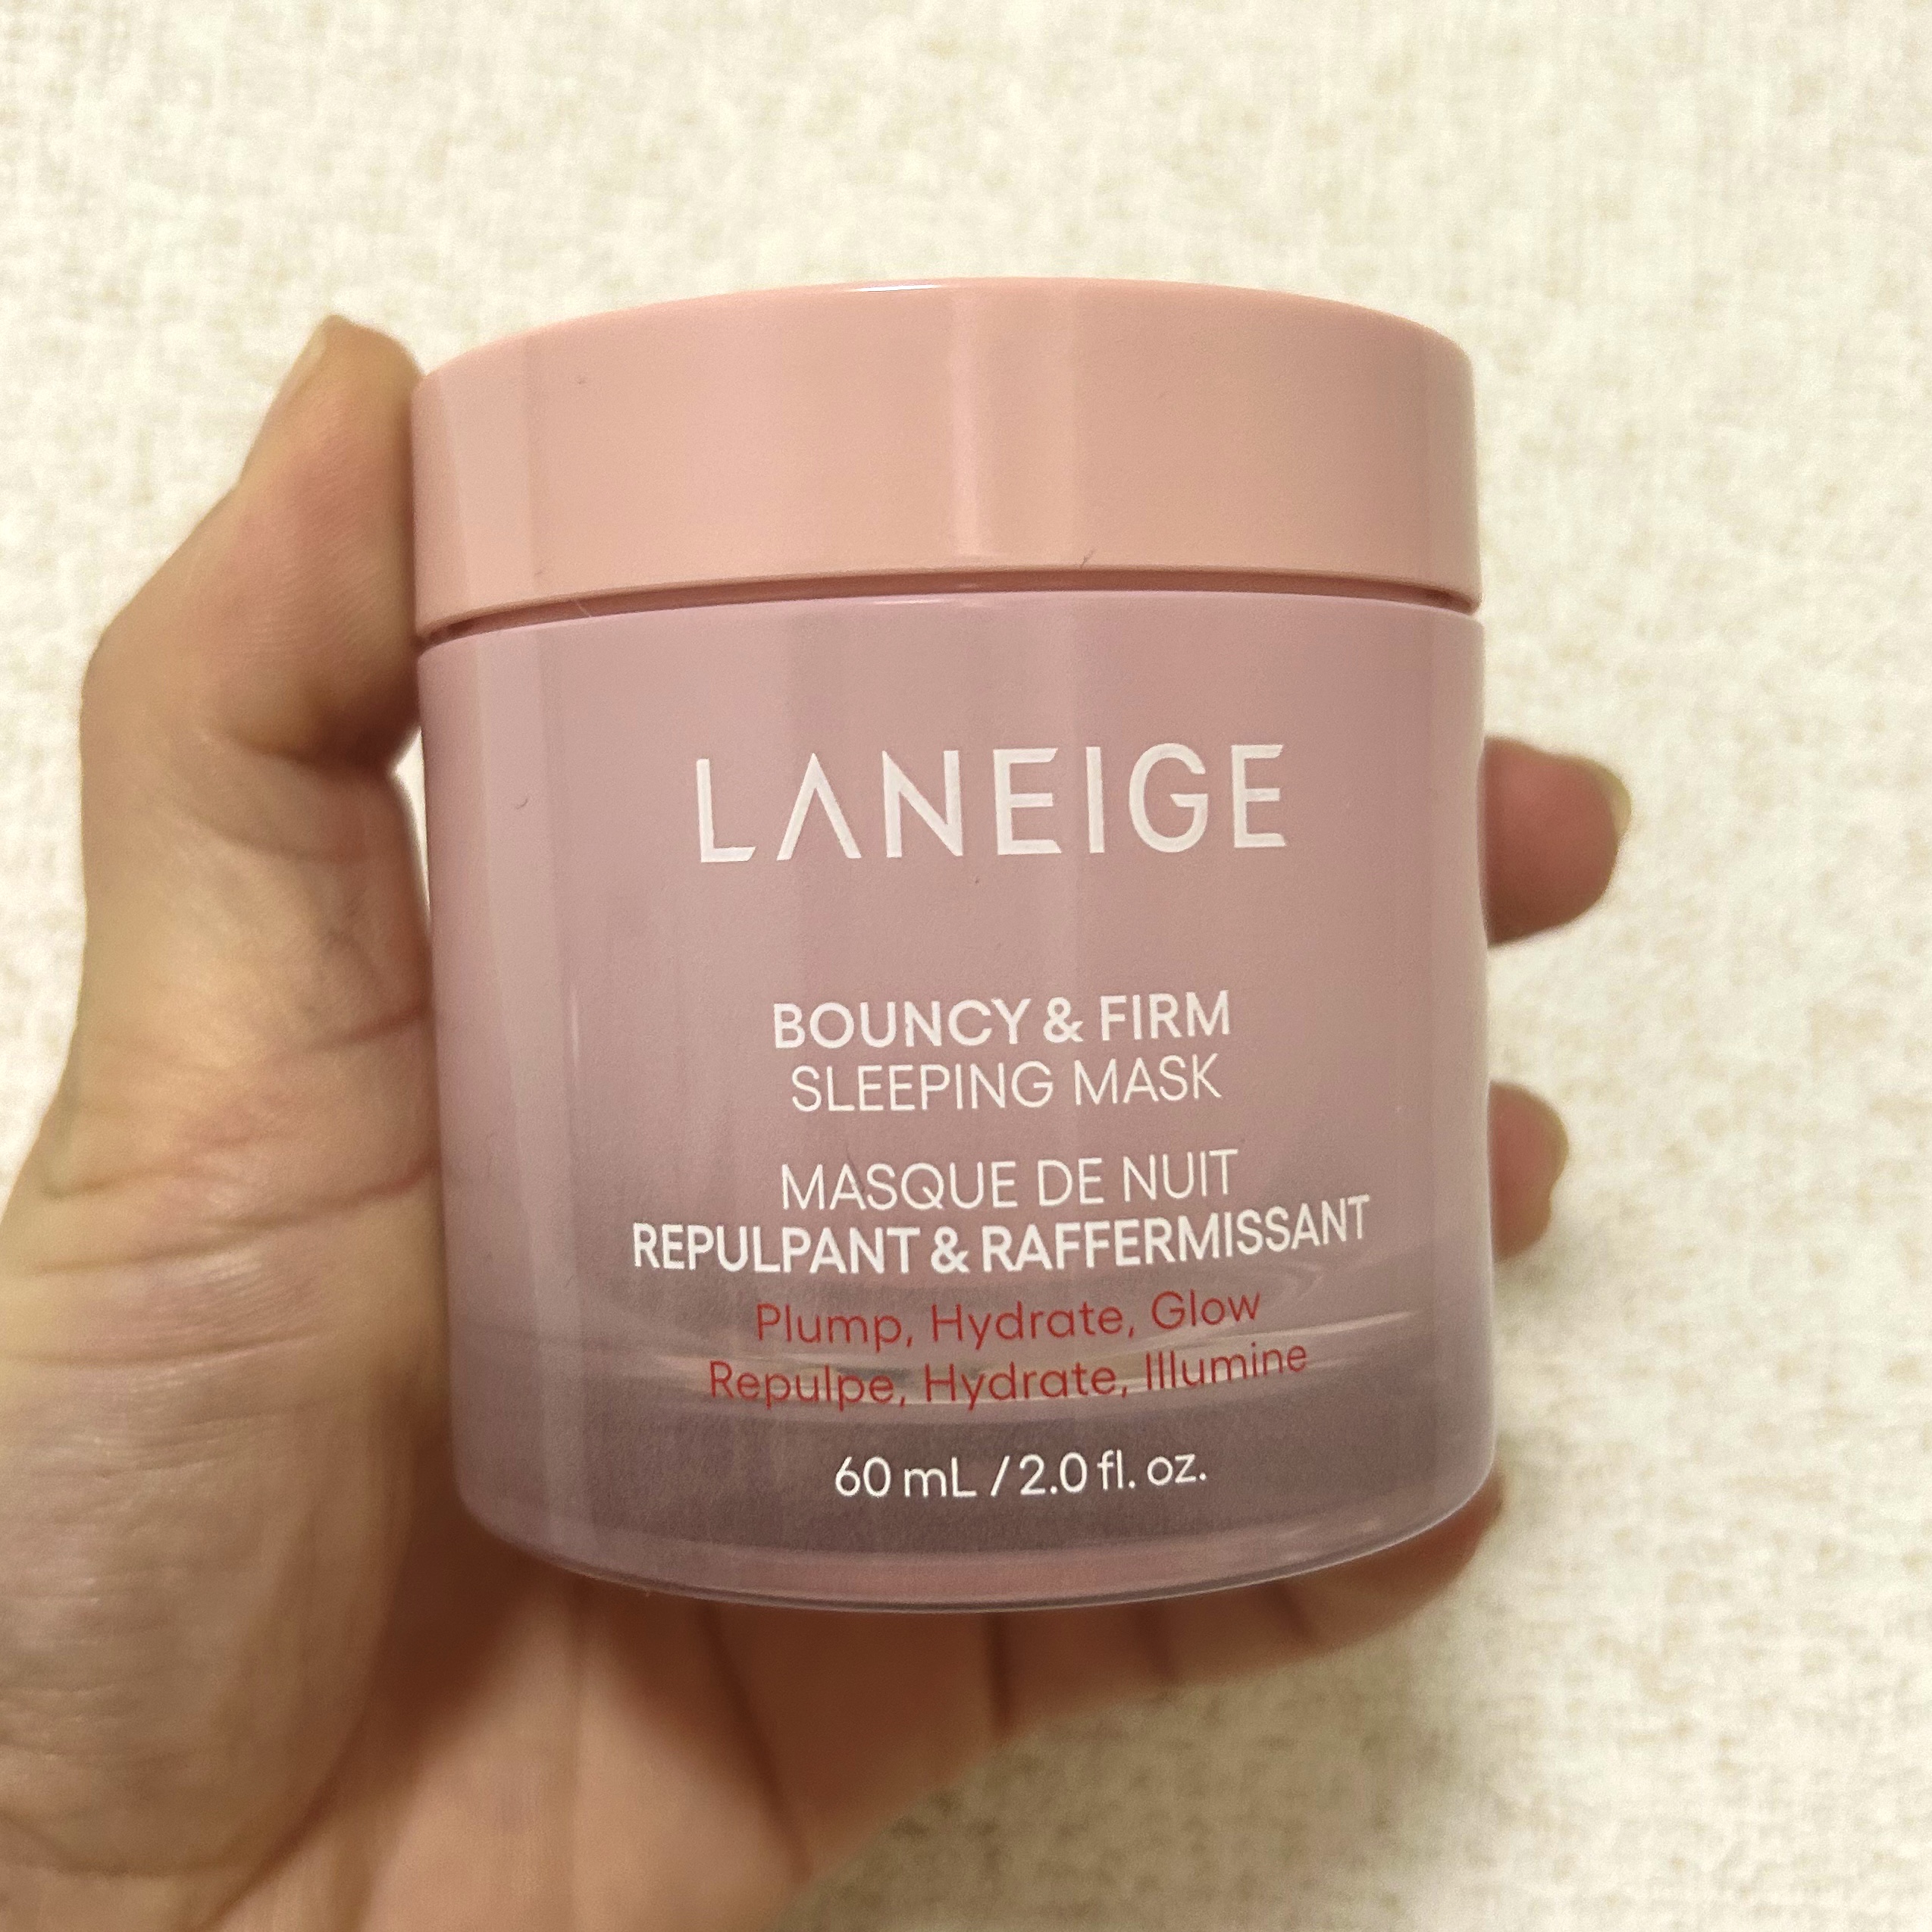 LANEIGE
BOUNCY & FIRM
SLEEPING MASK
MASQUE DE NUIT
REPULPANT & RAFFERMISSANT
Plump, Hydrate, Glow
Repulpe, Hydrate, Illumine
60 mL / 2.0 fl. oz.